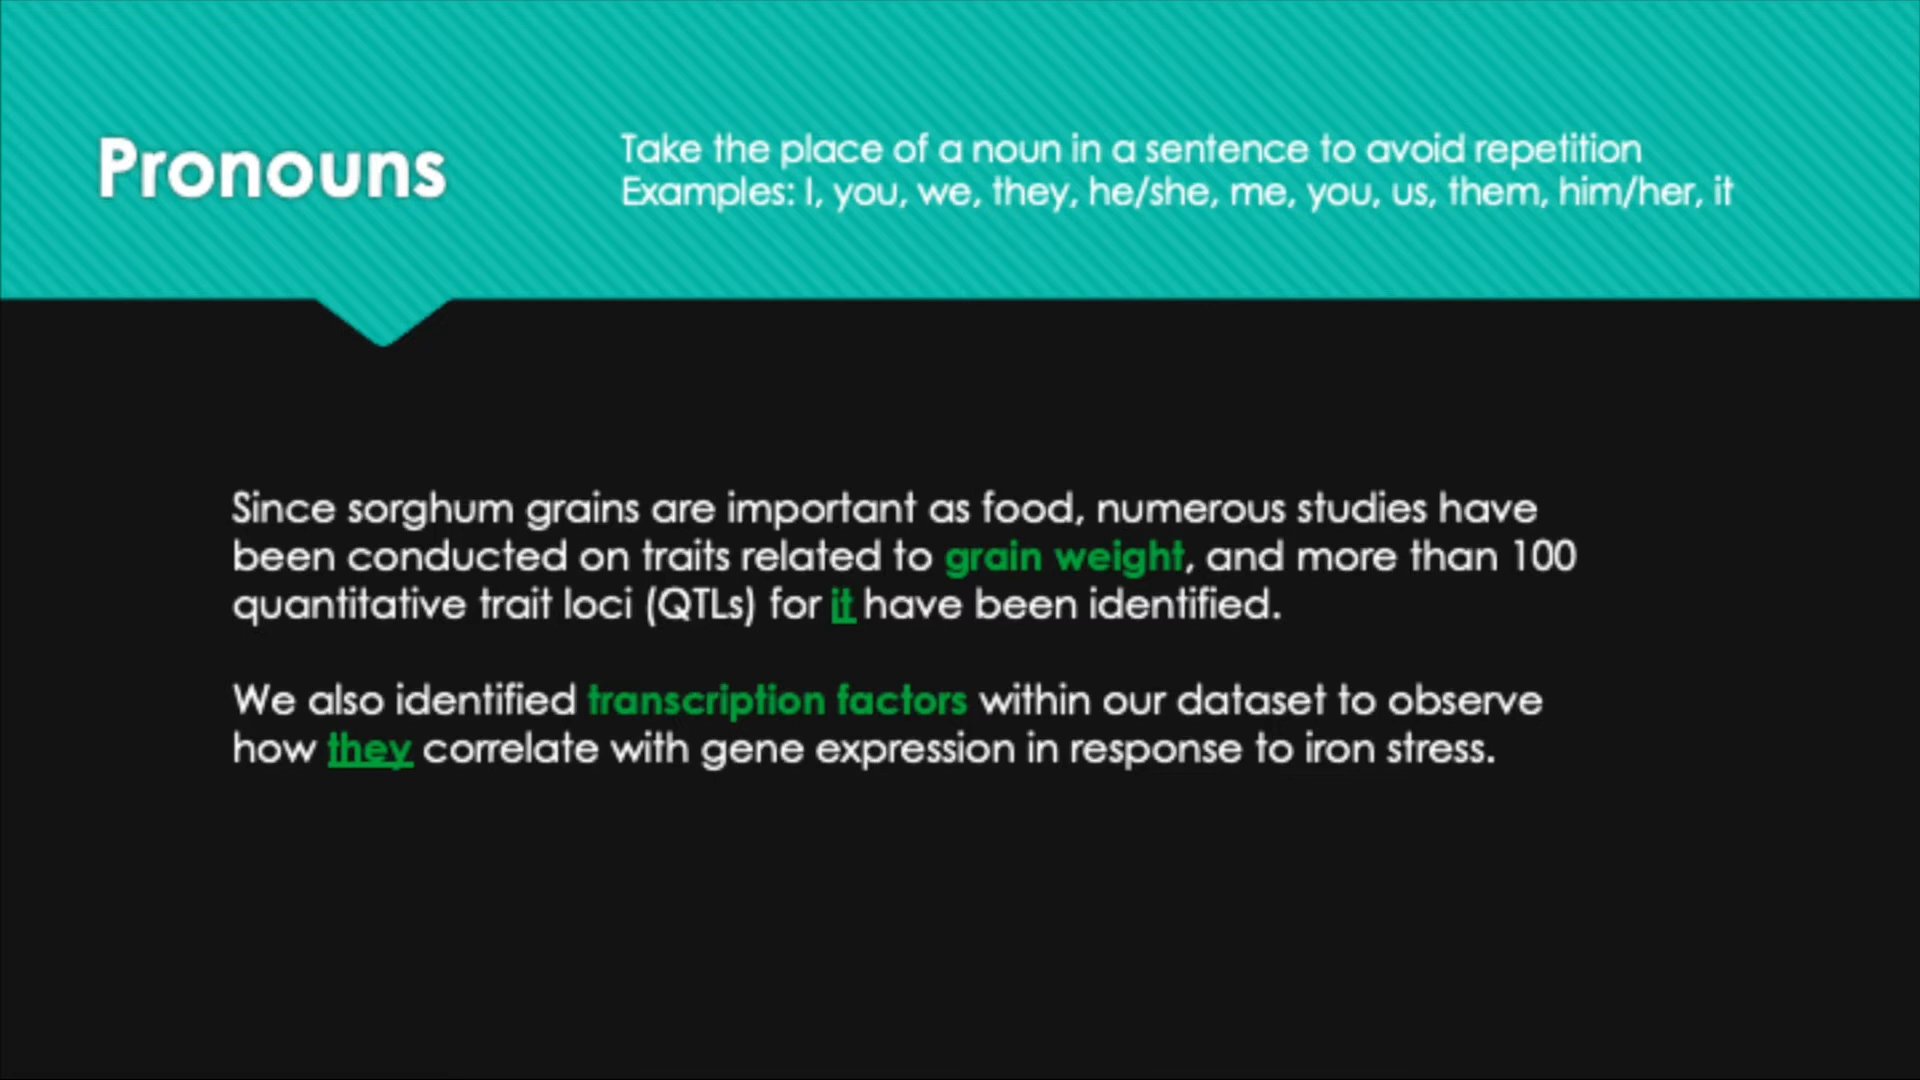 Pronouns
Take the place of a noun in a sentence to avoid repetition
Examples: I, you, we, they, he/she, me, you, us, them, him/her, it
Since sorghum grains are important as food, numerous studies have
been conducted on traits related to grain weight, and more than 100
quantitative trait loci (QTLs) for it have been identified.
We also identified transcription factors within our dataset to observe
how they correlate with gene expression in response to iron stress.